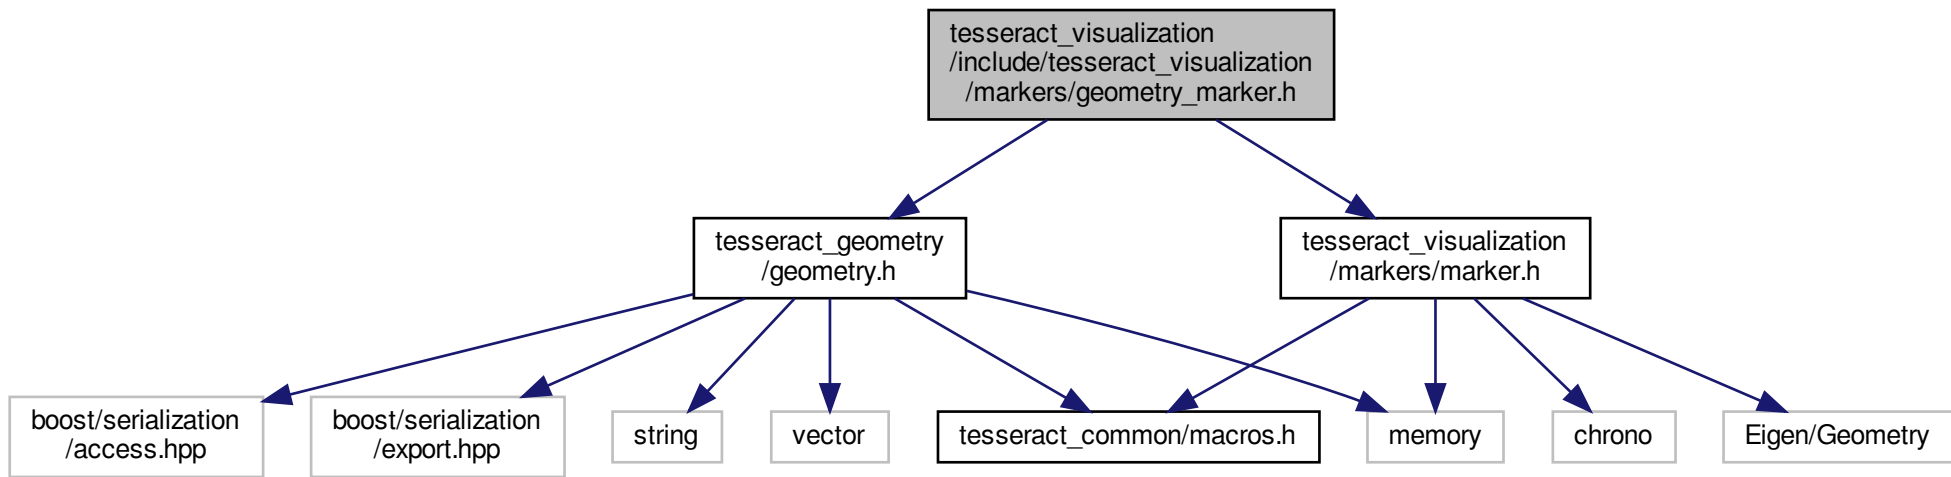 tesseract_visualization
/include/tesseract_visualization
/markers/geometry_marker.h
tesseract_geometry
/geometry.h
tesseract_visualization
/markers/marker.h
boost/serialization
/access.hpp
boost/serialization
/export.hpp
string
vector
tesseract_common/macros.h
memory
chrono
Eigen/Geometry